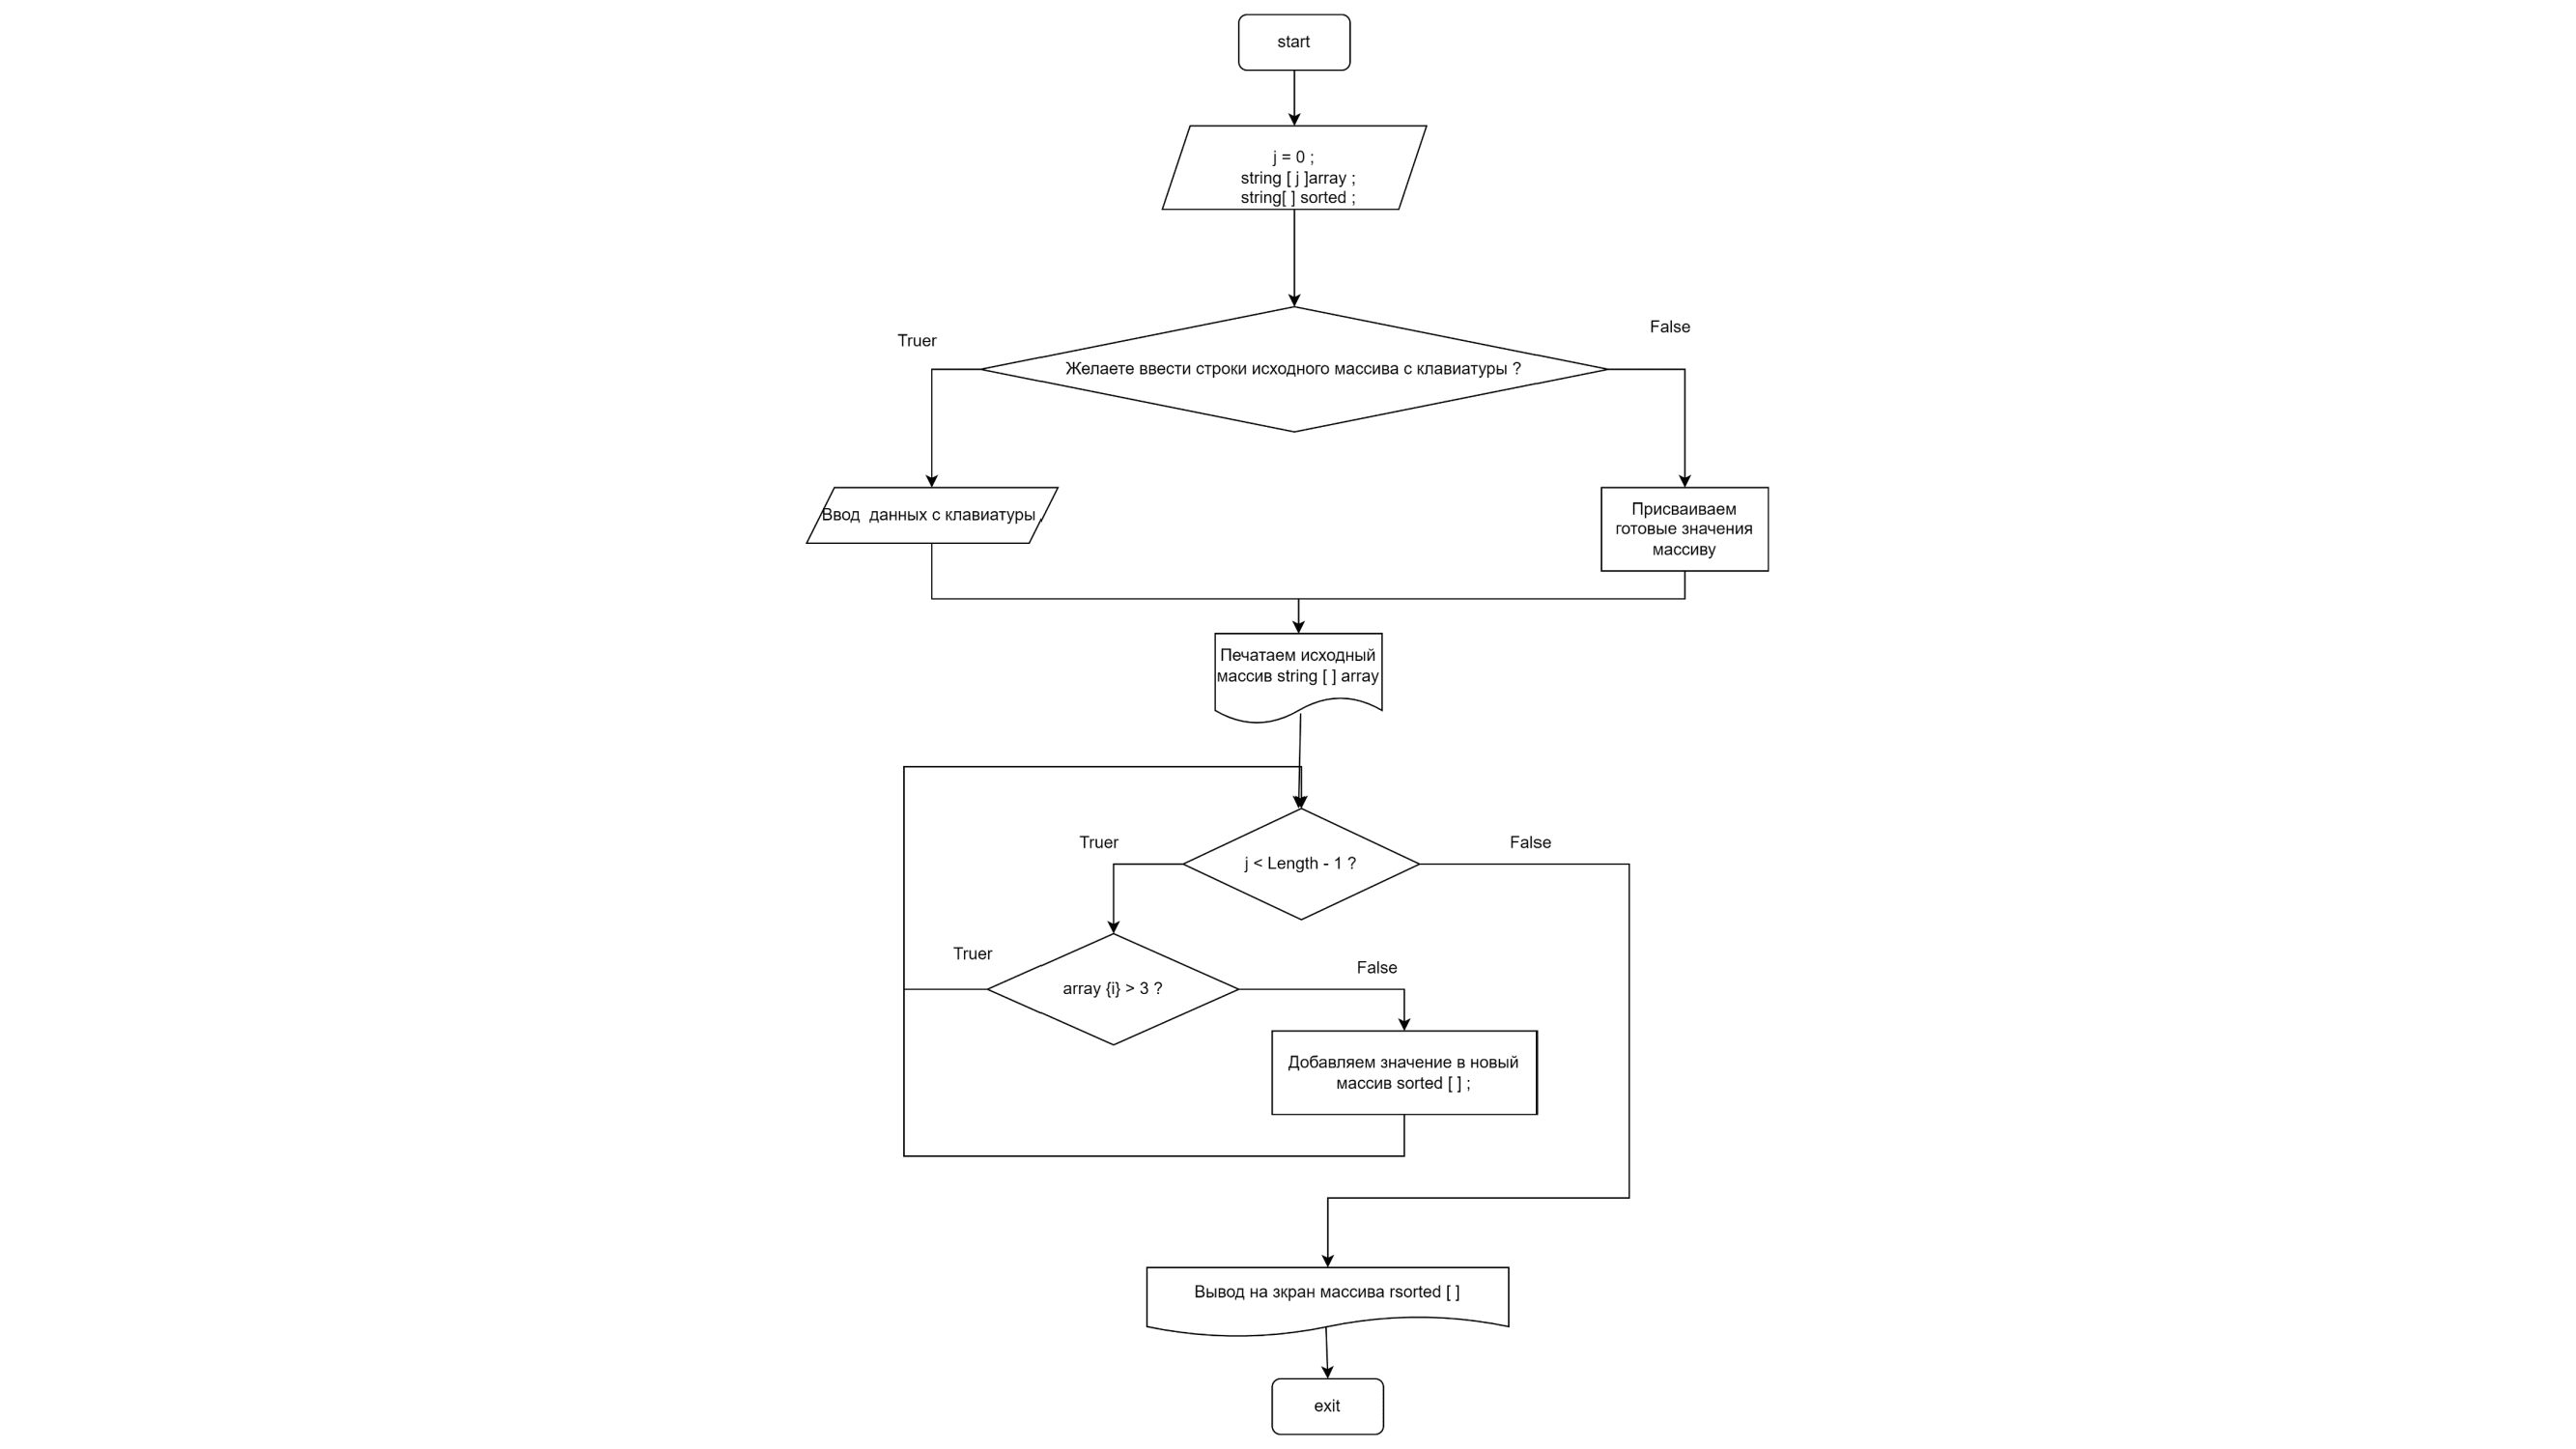 start
j = 0 ;
string [ j ]array ;
string[ ] sorted ;
Truer
False
Желаете ввести строки исходного массива с клавиатуры ?
Ввод  данных с клавиатуры
Присваиваем
готовые значения
массиву
Печатаем исходный
массив string [ ] array
Truer
False
j < Length - 1 ?
Truer
False
array {i} > 3 ?
Добавляем значение в новый
массив sorted [ ] ;
Вывод на зкран массива rsorted [ ]
exit